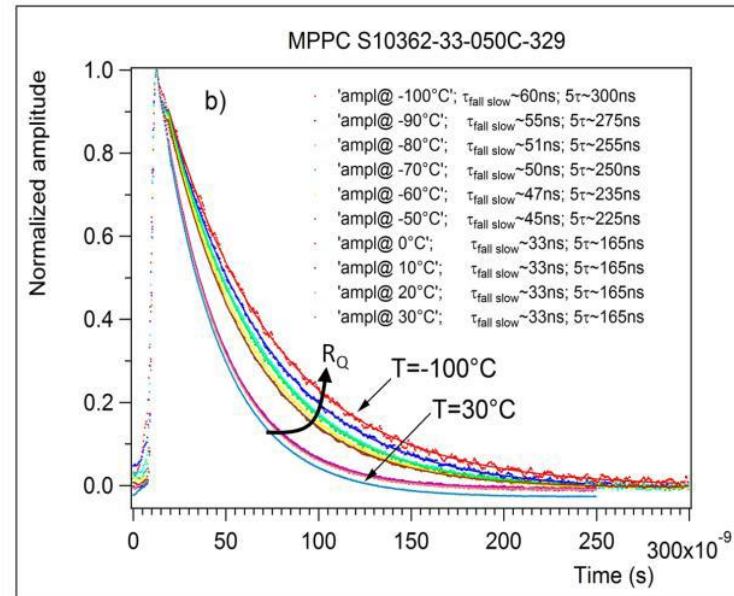 MPPC S10362-33-050C-329
b)
'ampl@ -100°C'; τfall slow~60ns; 5τ~300ns
'ampl@ -90°C'; τfall slow~55ns; 5τ~275ns
'ampl@ -80°C'; τfall slow~51ns; 5τ~255ns
'ampl@ -70°C'; τfall slow~50ns; 5τ~250ns
'ampl@ -60°C'; τfall slow~47ns; 5τ~235ns
'ampl@ -50°C'; τfall slow~45ns; 5τ~225ns
'ampl@ 0°C'; τfall slow~33ns; 5τ~165ns
'ampl@ 10°C'; τfall slow~33ns; 5τ~165ns
'ampl@ 20°C'; τfall slow~33ns; 5τ~165ns
'ampl@ 30°C'; τfall slow~33ns; 5τ~165ns
Normalized amplitude
1.0
0.8
0.6
0.4
0.2
0.0
RQ
T=-100°C
T=30°C
0
50
100
150
200
250
300x10-9
Time (s)